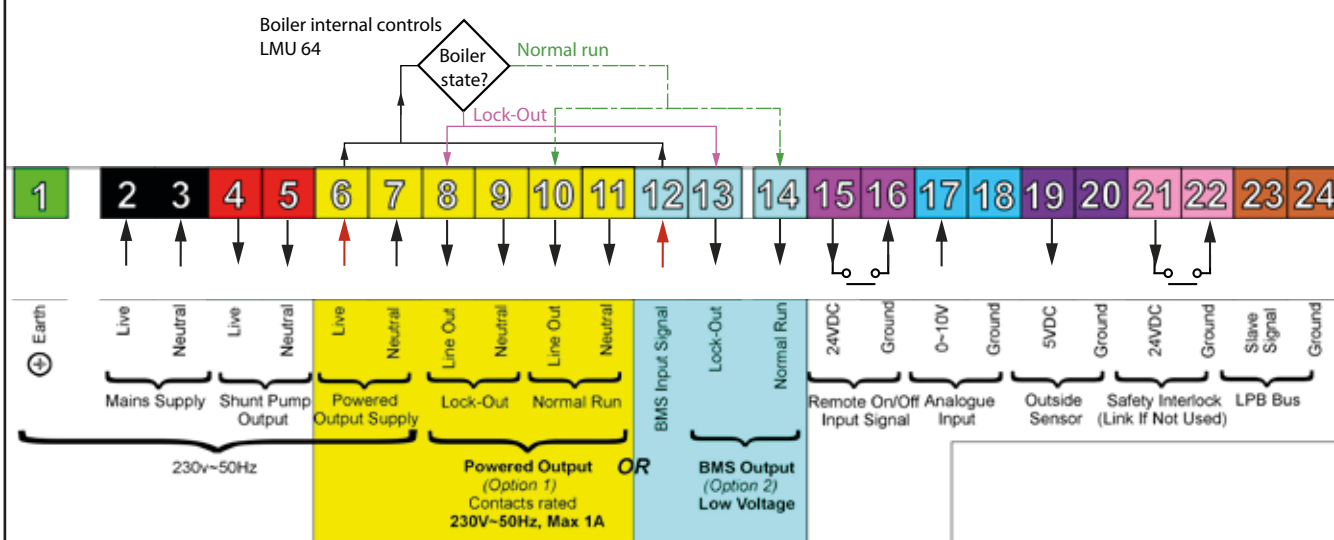 Boiler internal controls
LMU 64
Boiler
state?
Normal run
Lock-Out
1 2 3 4 5 6 7 8 9 10 11 12 13 14 15 16 17 18 19 20 21 22 23 24
Earth
Live
Neutral
Live
Neutral
Live
Neutral
Line Out
Neutral
Line Out
Neutral
BMS Input Signal
Lock-Out
Normal Run
24VDC
Ground
0~10V
Ground
5VDC
Ground
24VDC
Ground
Slave
Signal
Ground
Mains Supply
Shunt Pump
Output
Powered
Output Supply
Lock-Out
Normal Run
Remote On/Off
Input Signal
Analogue
Input
Outside
Sensor
Safety Interlock
(Link If Not Used)
LPB Bus
230v~50Hz
Powered Output
(Option 1)
Contacts rated
230V~50Hz, Max 1A
OR
BMS Output
(Option 2)
Low Voltage